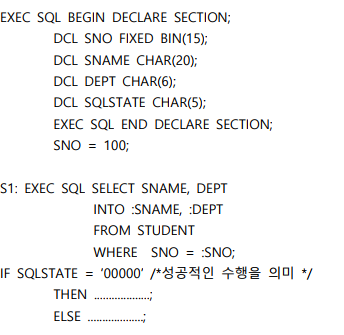 EXEC SQL BEGIN DECLARE SECTION;
DCL SNO FIXED BIN(15);
DCL SNAME CHAR(20);
DCL DEPT CHAR(6);
DCL SQLSTATE CHAR(5);
EXEC SQL END DECLARE SECTION;
SNO = 100;
S1: EXEC SQL SELECT SNAME, DEPT
INTO :SNAME, :DEPT
FROM STUDENT
WHERE SNO = :SNO;
IF SQLSTATE = ‘00000’ /*성공적인 수행을 의미 */
THEN ...................;
ELSE ...................;